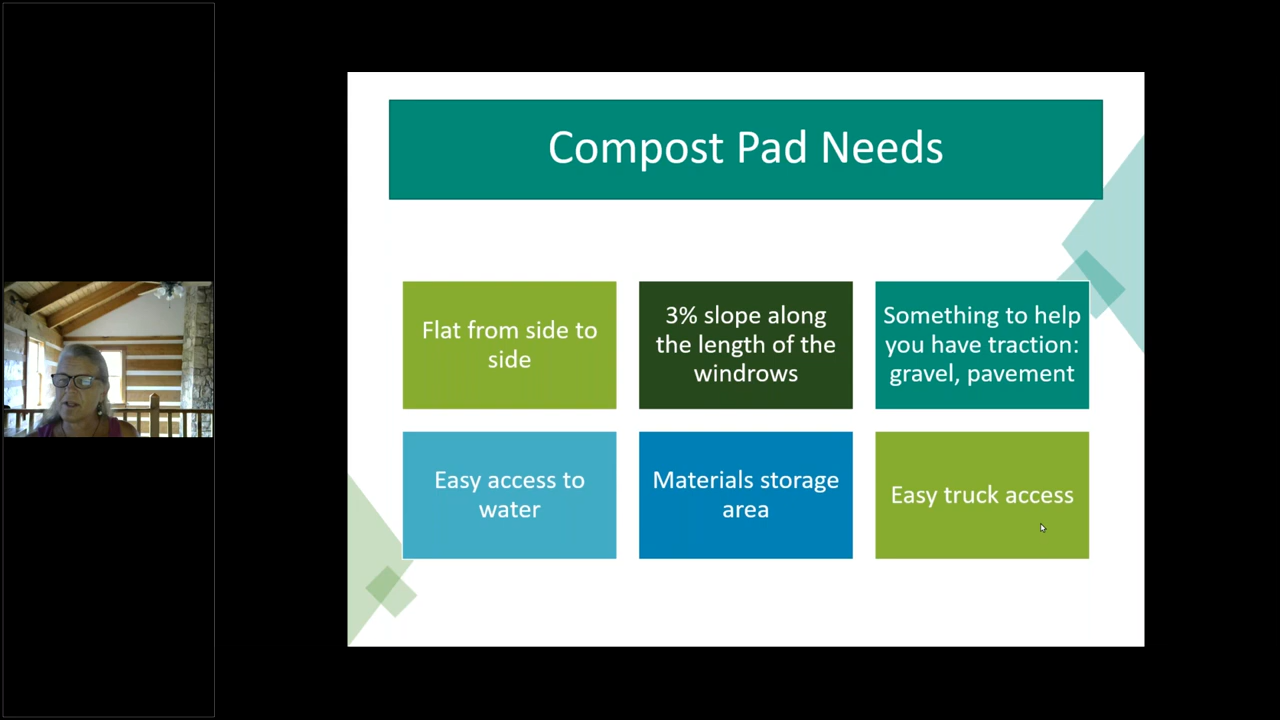 Compost Pad Needs
Flat from side to
side
3% slope along
the length of the
windrows
Something to help
you have traction:
gravel, pavement
Easy access to
water
Materials storage
area
Easy truck access